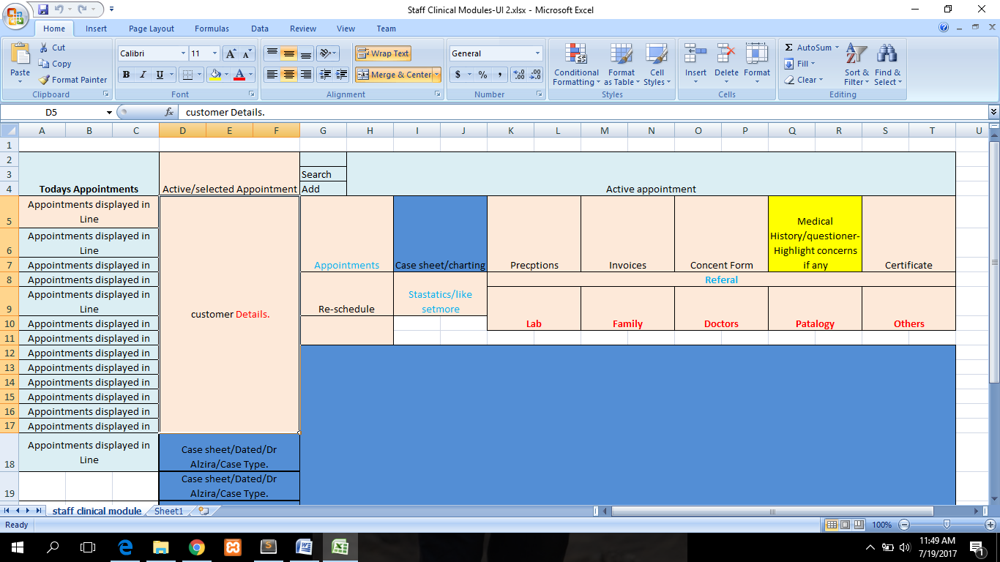 Staff Clinical Modules-UI 2.xlsx - Microsoft Excel
Home Insert Page Layout Formulas Data Review View Team
Paste
Cut
Copy
Format Painter
Clipboard
Calibri 11
B I U
Font
Wrap Text
Merge & Center
Alignment
General
$ % ,
Number
Conditional Formatting
Format as Table
Cell Styles
Styles
Insert Delete Format
Cells
AutoSum
Fill
Clear
Sort & Filter
Find & Select
Editing
D5 fx customer Details.
A B C D E F G H I J K L M N O P Q R S T U
1
2
3 Search
4 Todays Appointments Active/selected Appointment Add Active appointment
Appointments displayed in
5 Line
Medical
History/questioner-
Highlight concerns
if any
Appointments displayed in
6 Line
7 Appointments displayed in
Appointments Case sheet/charting Precptions Invoices Concent Form Certificate
8 Appointments displayed in
Referal
Appointments displayed in
9 Line
customer Details.
Re-schedule
Stastatics/like
setmore
10 Appointments displayed in
Lab Family Doctors Patalogy Others
11 Appointments displayed in
12 Appointments displayed in
13 Appointments displayed in
14 Appointments displayed in
15 Appointments displayed in
16 Appointments displayed in
17 Appointments displayed in
Appointments displayed in
18 Line
Case sheet/Dated/Dr
Alzira/Case Type.
19
Case sheet/Dated/Dr
Alzira/Case Type.
staff clinical module Sheet1
Ready 100%
11:49 AM
7/19/2017
1